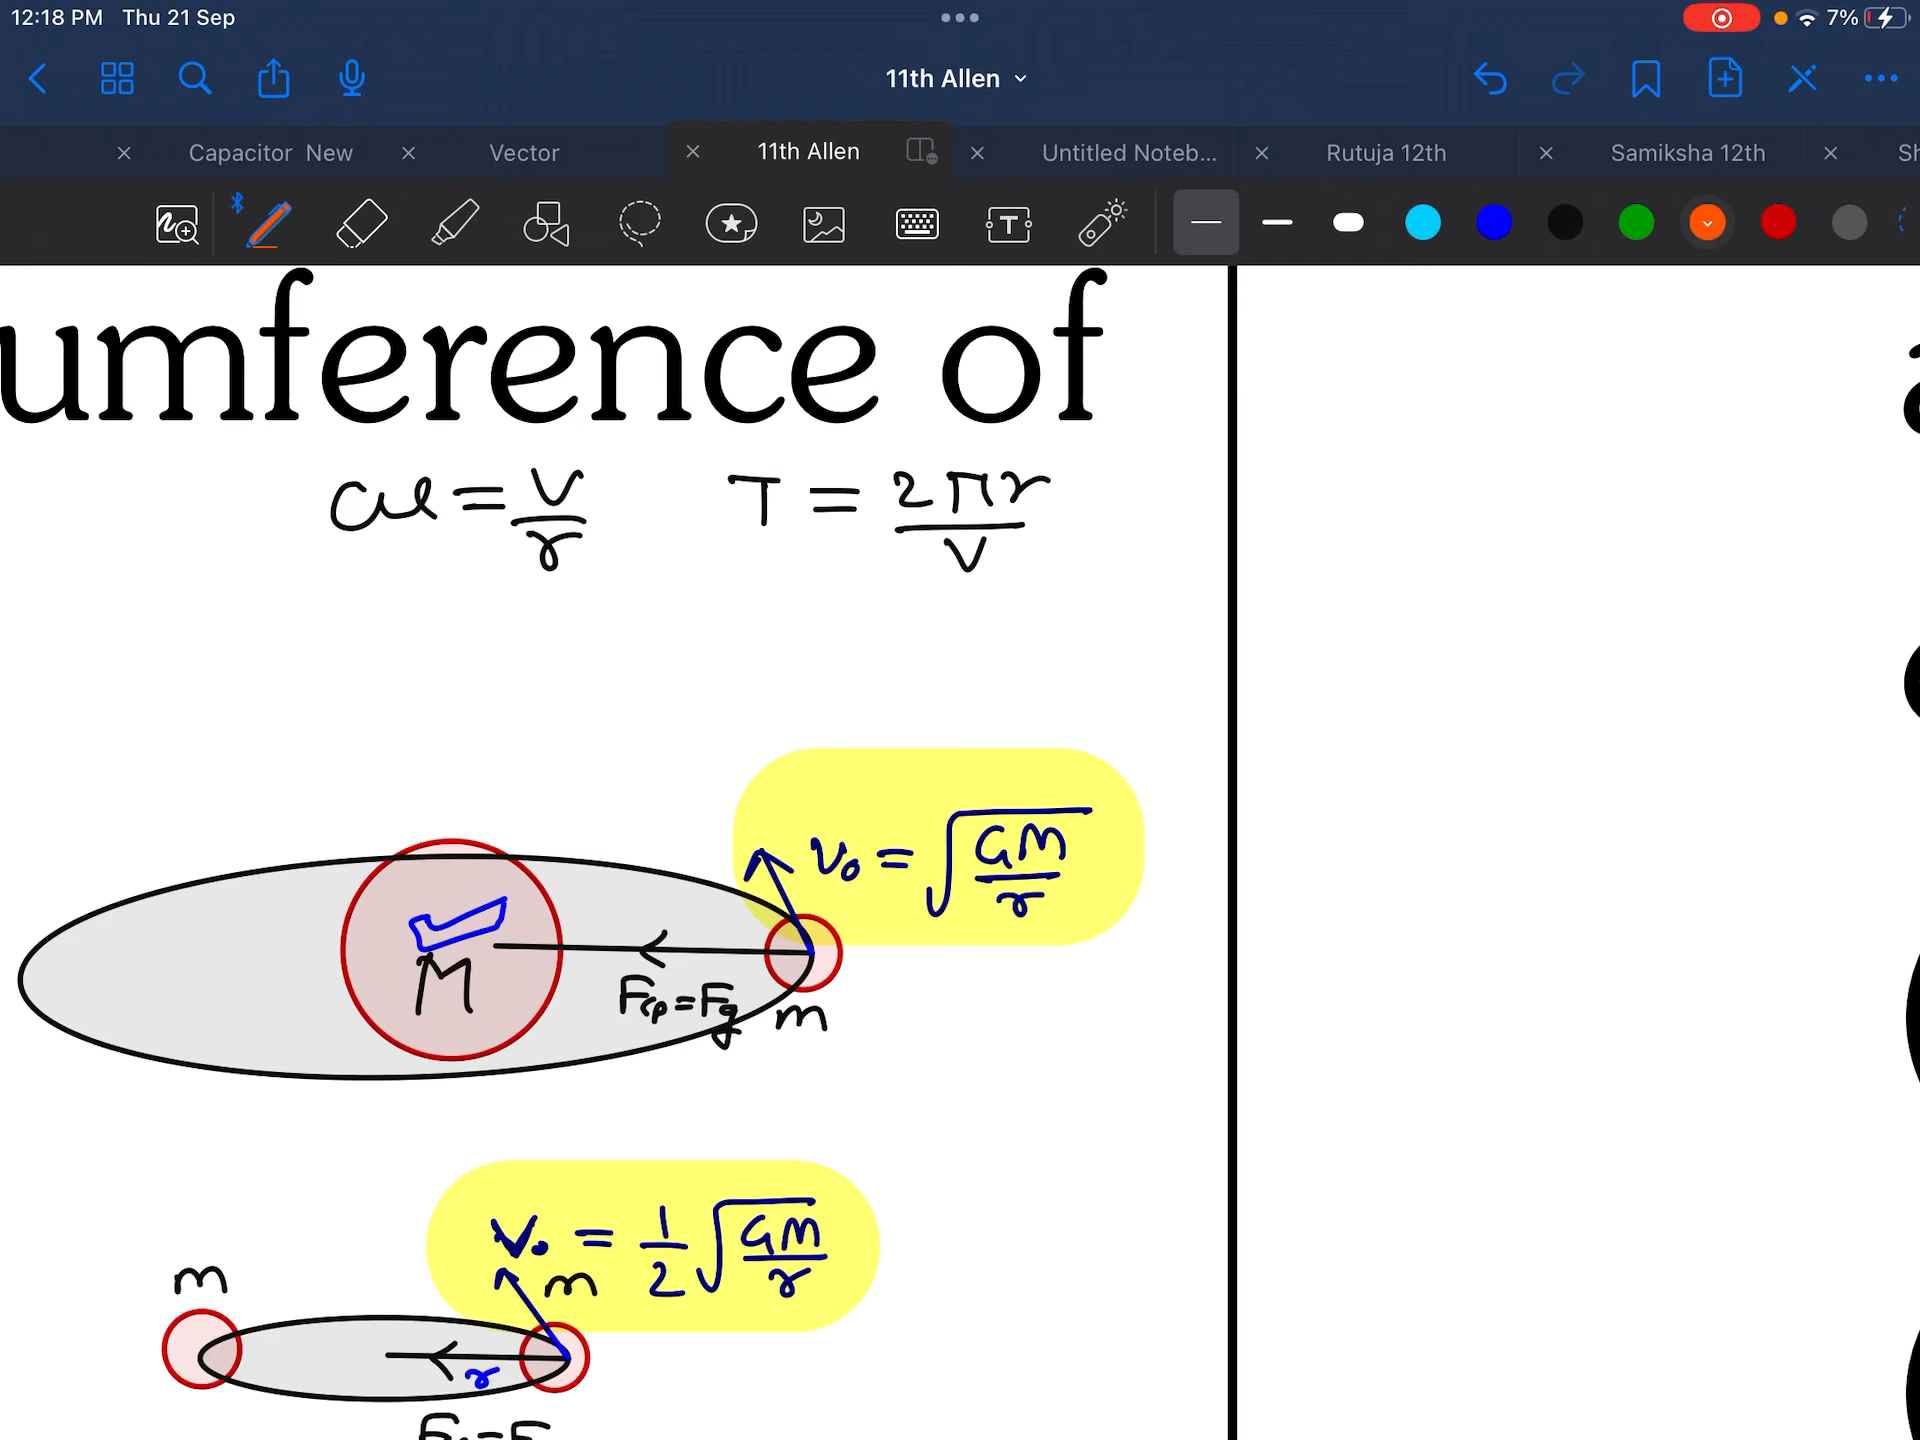 12:18 PM Thu 21 Sep
7%
11th Allen
Capacitor New
Vector
11th Allen
Untitled Noteb...
Rutuja 12th
Samiksha 12th
Sh
T
umference of
ω = v/r
T = 2πr/v
v₀ = √(GM/r)
M
Fcp = Fg
m
v₀ = 1/2 √(GM/r)
m
m
r